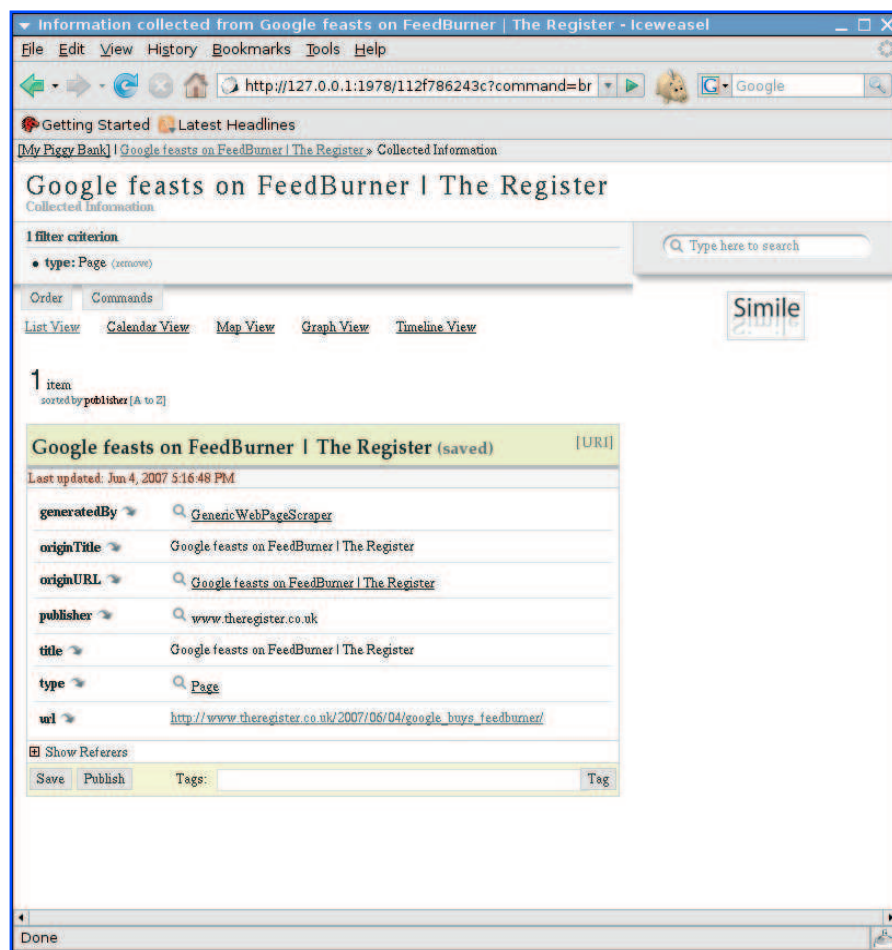 Information collected from Google feasts on FeedBurner | The Register - Iceweasel
File Edit View History Bookmarks Tools Help
http://127.0.0.1:1978/112f786243c?command=br G Google
Getting Started Latest Headlines
[My Piggy Bank] | Google feasts on FeedBurner | The Register » Collected Information
Google feasts on FeedBurner | The Register
Collected Information
1 filter criterion
• type: Page (remove)
Type here to search
Order Commands
Simile
List View Calendar View Map View Graph View Timeline View
1 item
sorted by publisher [A to Z]
Google feasts on FeedBurner | The Register (saved) [URI]
Last updated: Jun 4, 2007 5:16:48 PM
generatedBy GenericWebPageScraper
originTitle Google feasts on FeedBurner | The Register
originURL Google feasts on FeedBurner | The Register
publisher www.theregister.co.uk
title Google feasts on FeedBurner | The Register
type Page
url http://www.theregister.co.uk/2007/06/04/google_buys_feedburner/
Show Referers
Save Publish Tags: Tag
Done